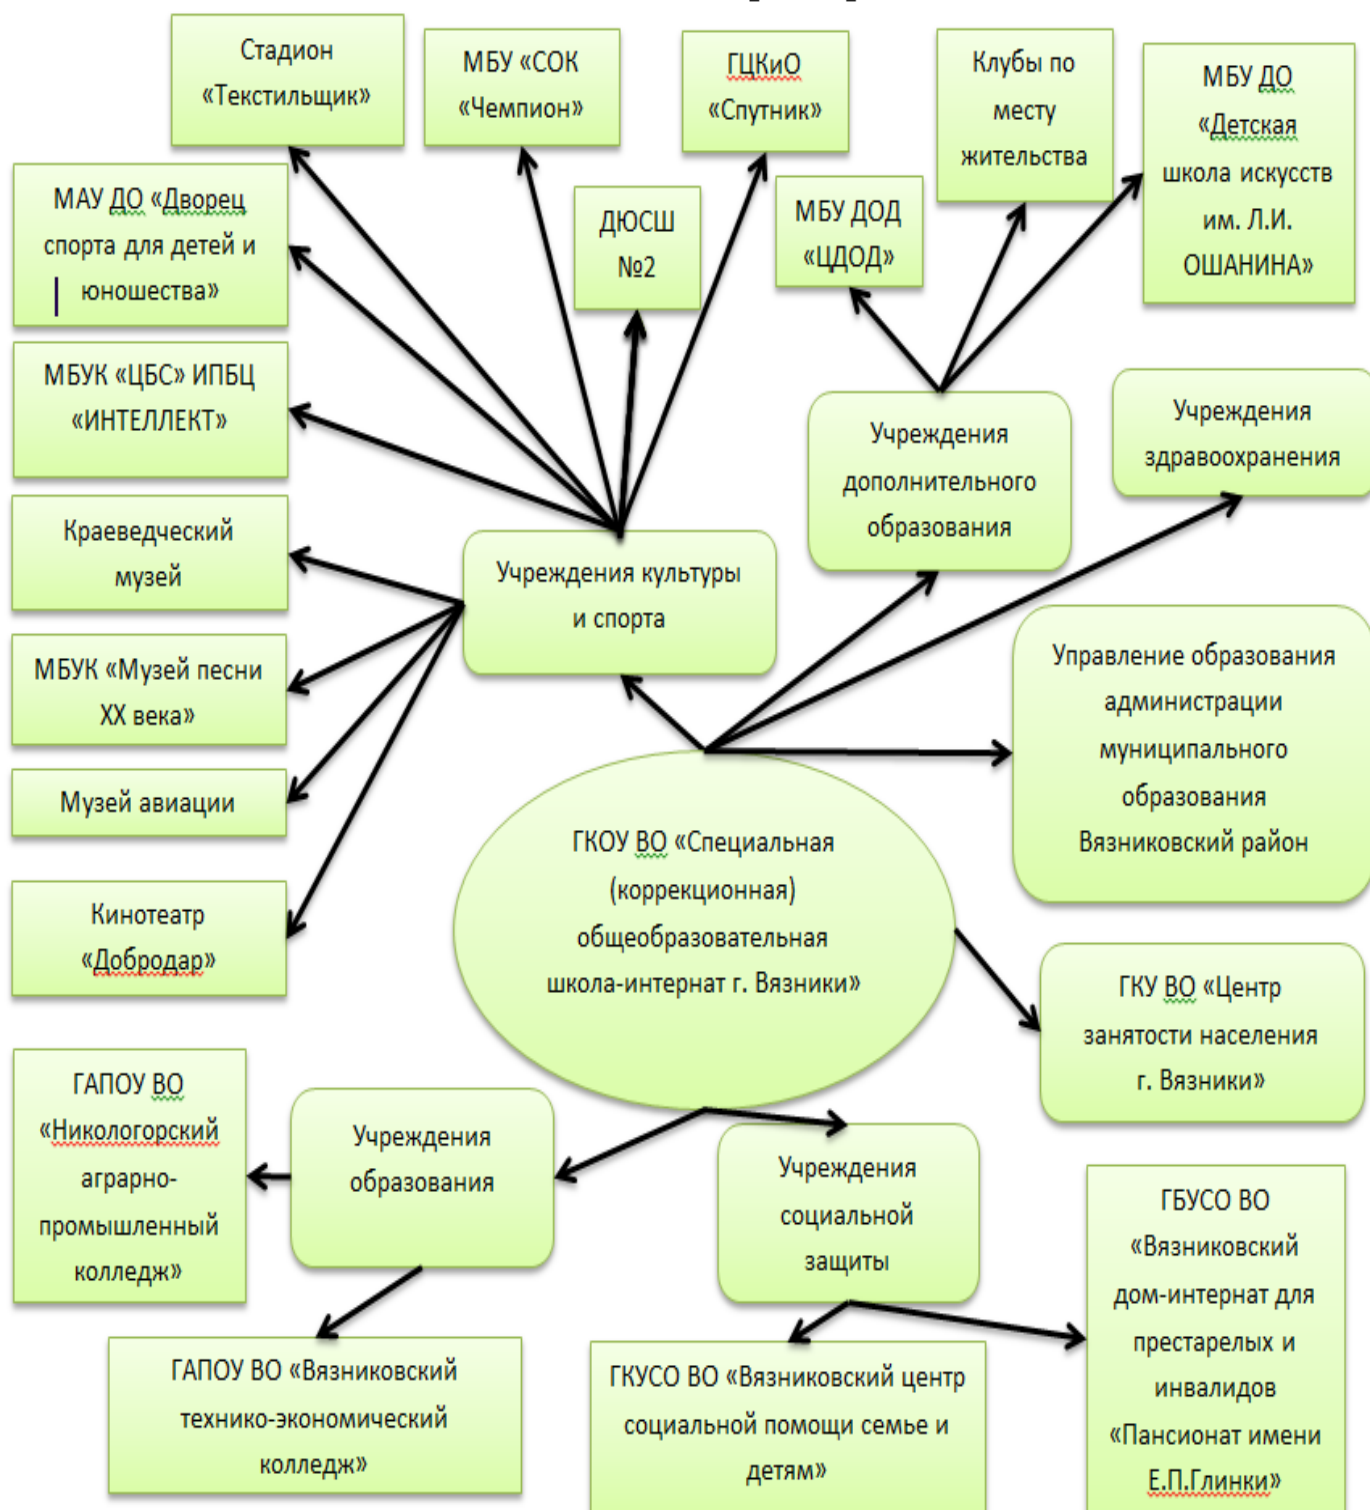 Стадион
«Текстильщик»
МБУ «СОК
«Чемпион»
ГЦКиО
«Спутник»
Клубы по
месту
жительства
МБУ ДО
«Детская
школа искусств
им. Л.И.
ОШАНИНА»
МАУ ДО «Дворец
спорта для детей и
юношества»
ДЮСШ
№2
МБУ ДОД
«ЦДОД»
МБУК «ЦБС» ИПБЦ
«ИНТЕЛЛЕКТ»
Учреждения
дополнительного
образования
Учреждения
здравоохранения
Краеведческий
музей
Учреждения культуры
и спорта
МБУК «Музей песни
XX века»
Управление образования
администрации
муниципального
образования
Вязниковский район
Музей авиации
ГКОУ ВО «Специальная
(коррекционная)
общеобразовательная
школа-интернат г. Вязники»
Кинотеатр
«Добродар»
ГКУ ВО «Центр
занятости населения
г. Вязники»
ГАПОУ ВО
«Никологорский
аграрно-
промышленный
колледж»
Учреждения
образования
Учреждения
социальной
защиты
ГБУСО ВО
«Вязниковский
дом-интернат для
престарелых и
инвалидов
«Пансионат имени
Е.П.Глинки»
ГАПОУ ВО «Вязниковский
технико-экономический
колледж»
ГКУСО ВО «Вязниковский центр
социальной помощи семье и
детям»